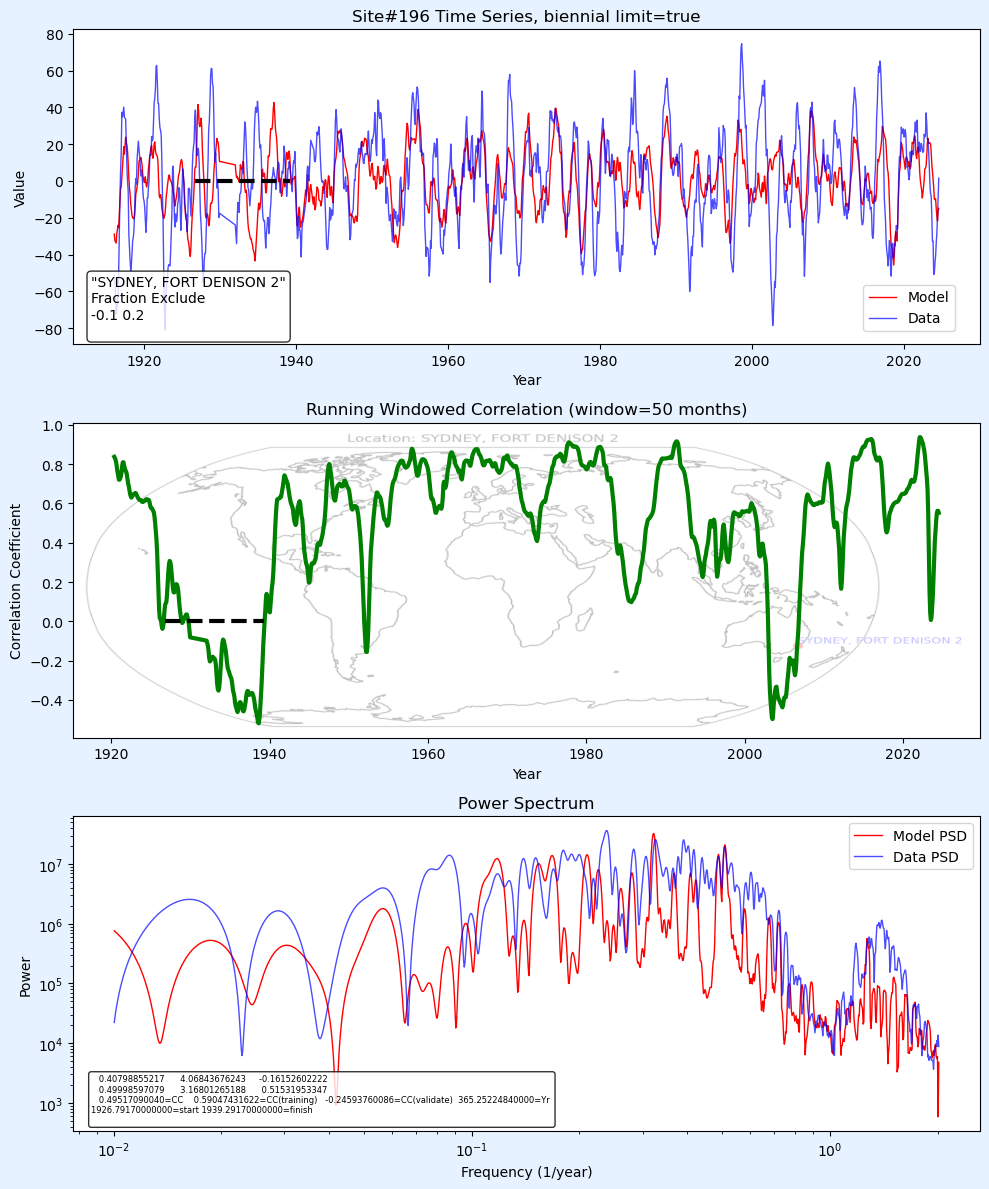 Site#196 Time Series, biennial limit=true
80
60
40
20
0
−20
−40
−60
−80
Value
"SYDNEY, FORT DENISON 2"
Fraction Exclude
-0.1 0.2
Model
Data
1920
1940
1960
1980
2000
2020
Year
Running Windowed Correlation (window=50 months)
Location: SYDNEY, FORT DENISON 2
1.0
0.8
0.6
0.4
0.2
0.0
−0.2
−0.4
Correlation Coefficient
SYDNEY, FORT DENISON 2
1920
1940
1960
1980
2000
2020
Year
Power Spectrum
Model PSD
Data PSD
10⁷
10⁶
10⁵
10⁴
10³
Power
0.40798855217 4.06843676243 -0.16152602222
0.49998597079 3.16801265188 0.51531953347
0.49517090040=CC 0.59047431622=CC(training) -0.24593760086=CC(validate) 365.25224840000=Yr
1926.79170000000=start 1939.29170000000=finish
10⁻²
10⁻¹
10⁰
Frequency (1/year)